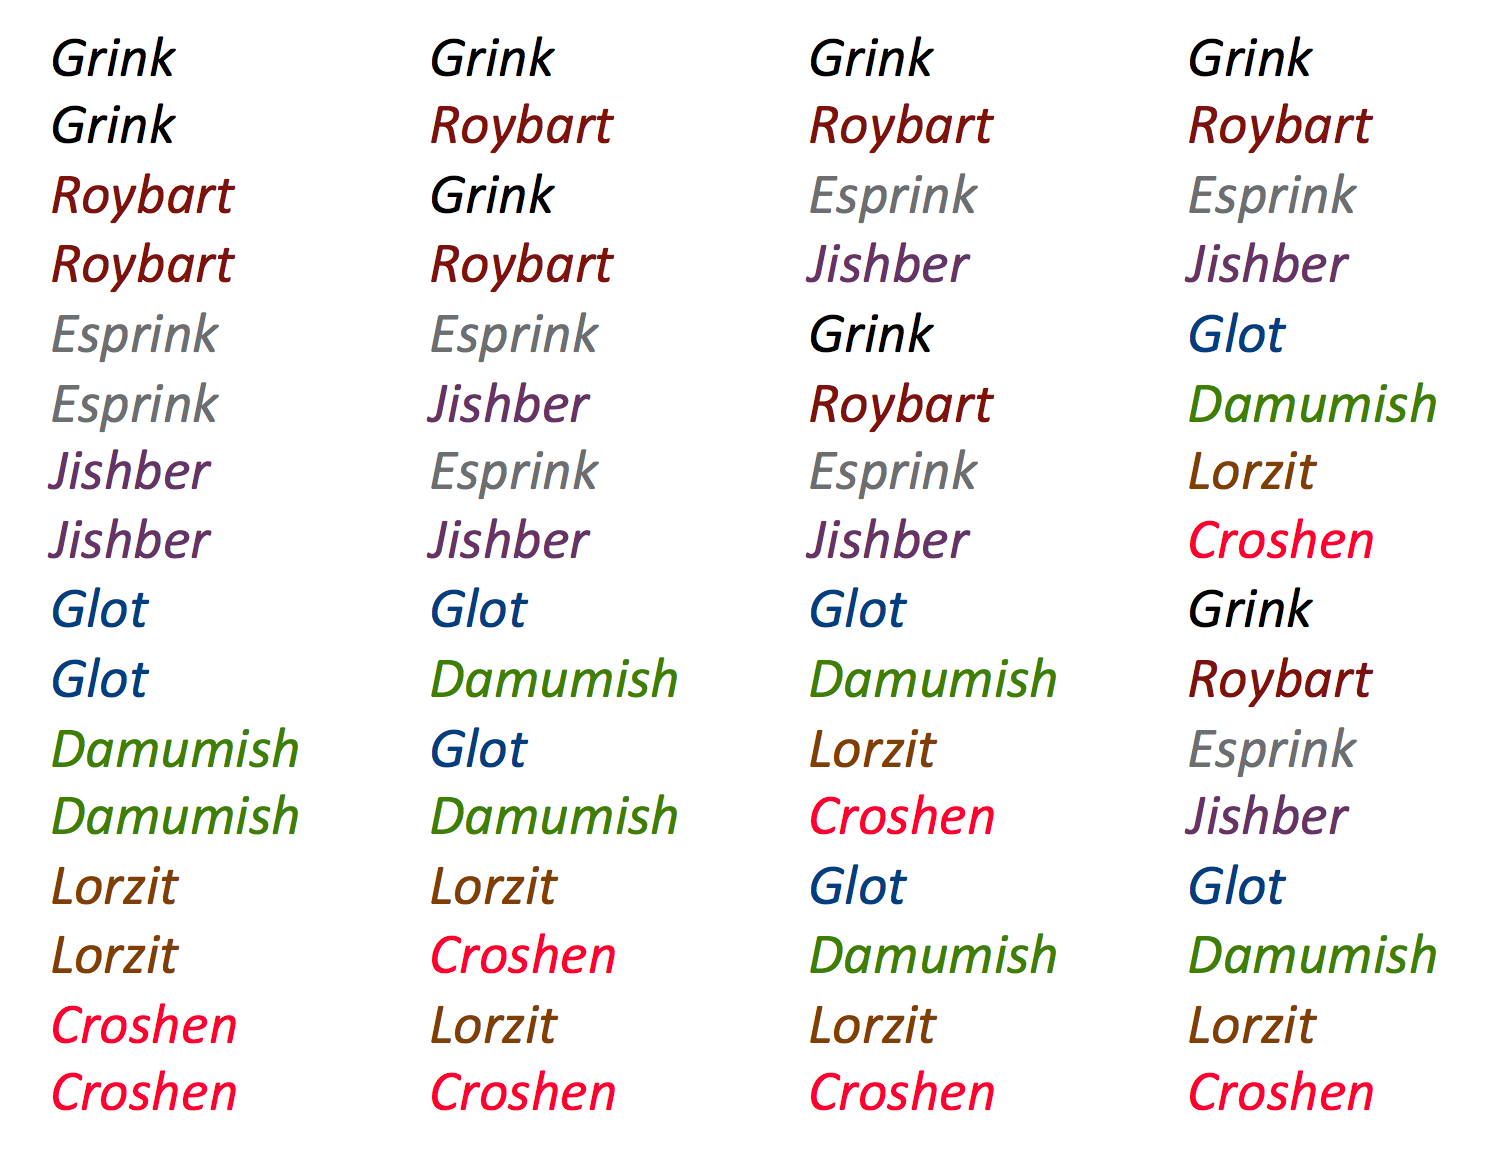 Grink Grink Grink Grink
Grink Roybart Roybart Roybart
Roybart Grink Esprink Esprink
Roybart Roybart Jishber Jishber
Esprink Esprink Grink Glot
Esprink Jishber Roybart Damumish
Jishber Esprink Esprink Lorzit
Jishber Jishber Jishber Croshen
Glot Glot Glot Grink
Glot Damumish Damumish Roybart
Damumish Glot Lorzit Esprink
Damumish Damumish Croshen Jishber
Lorzit Lorzit Glot Glot
Lorzit Croshen Damumish Damumish
Croshen Lorzit Lorzit Lorzit
Croshen Croshen Croshen Croshen